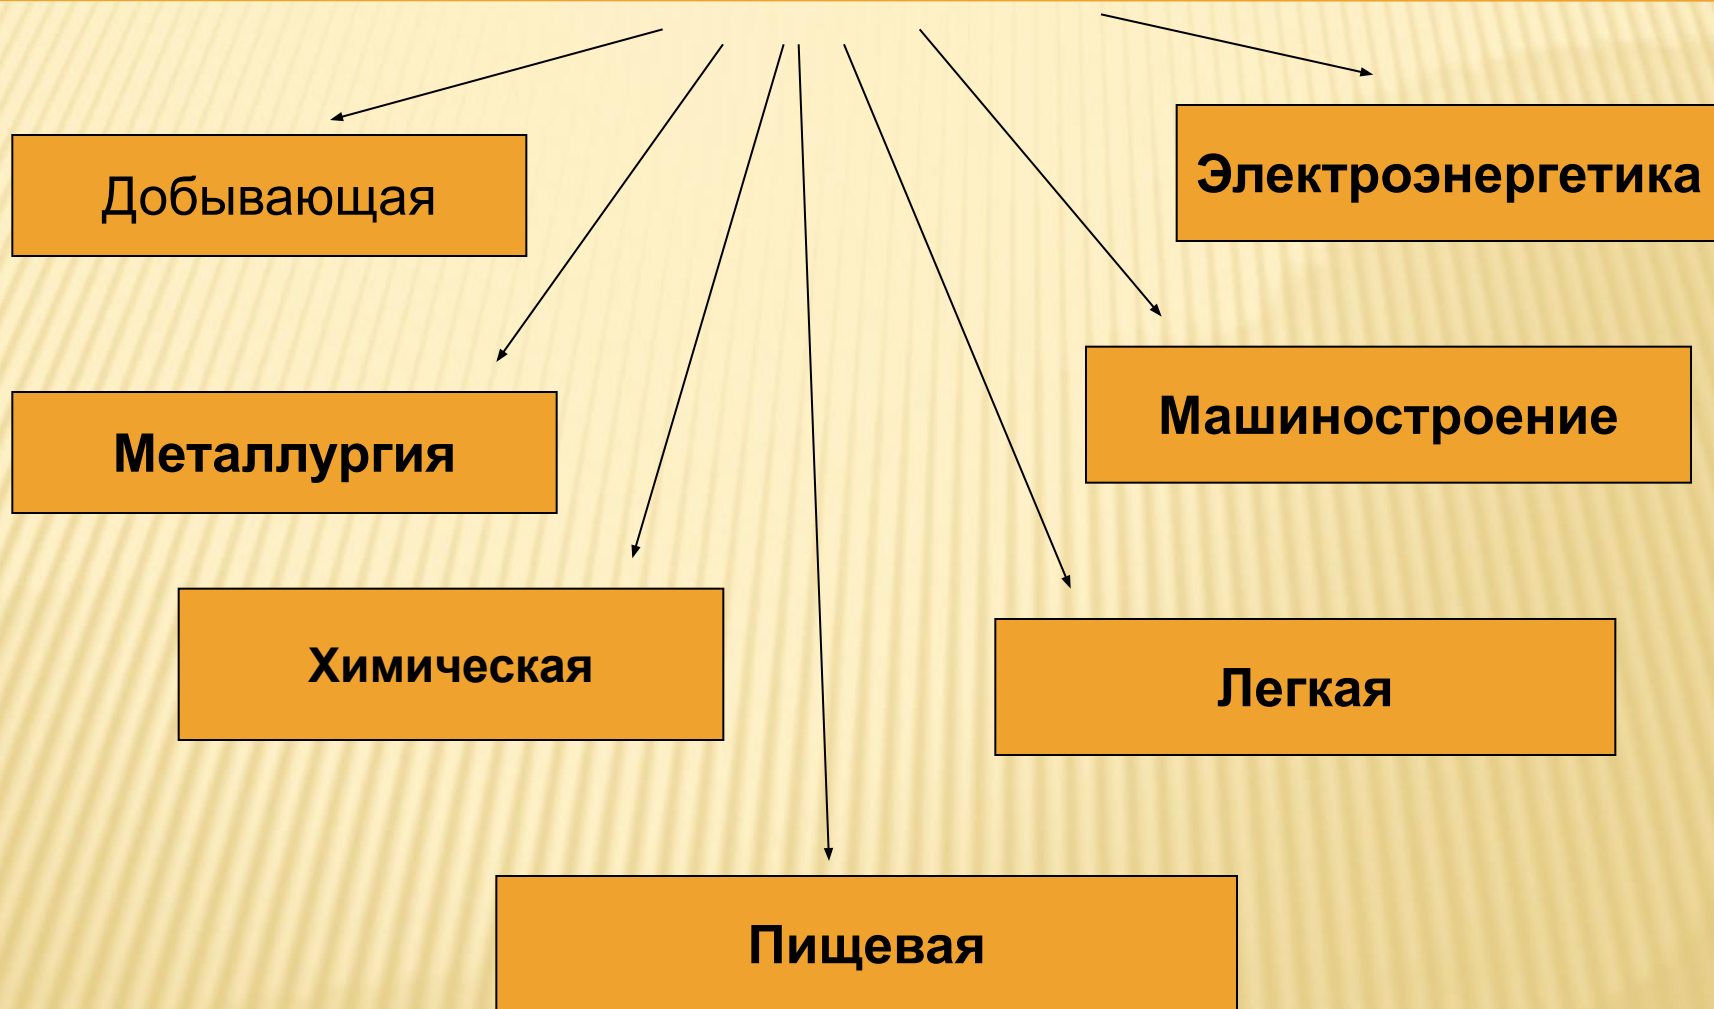 Электроэнергетика
Добывающая
Машиностроение
Металлургия
Химическая
Легкая
Пищевая